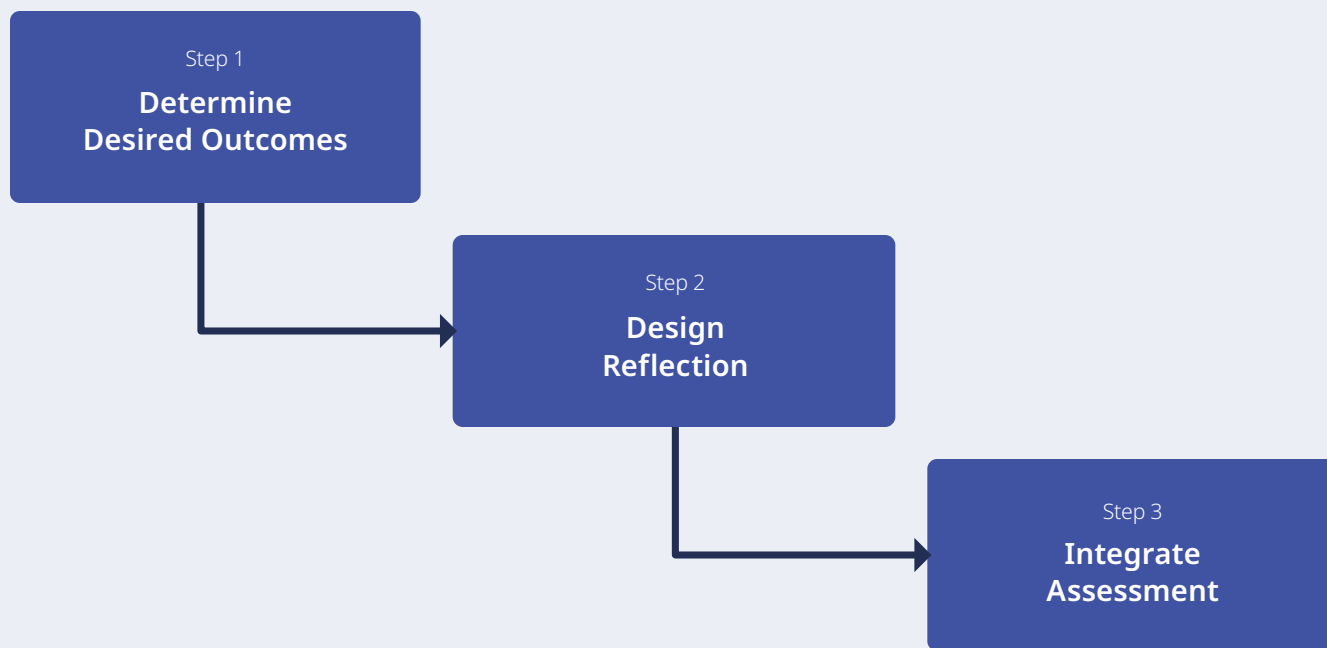 Step 1
Determine
Desired Outcomes
Step 2
Design
Reflection
Step 3
Integrate
Assessment